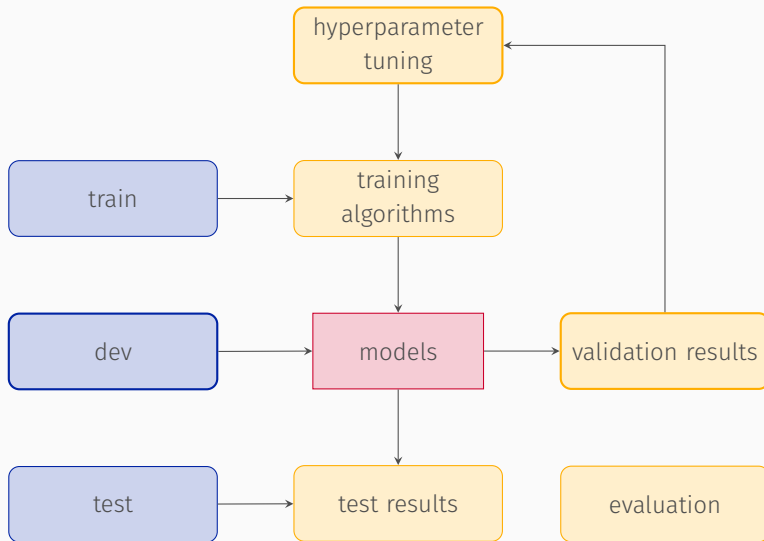 hyperparameter
tuning
train
training
algorithms
dev
models
validation results
test
test results
evaluation